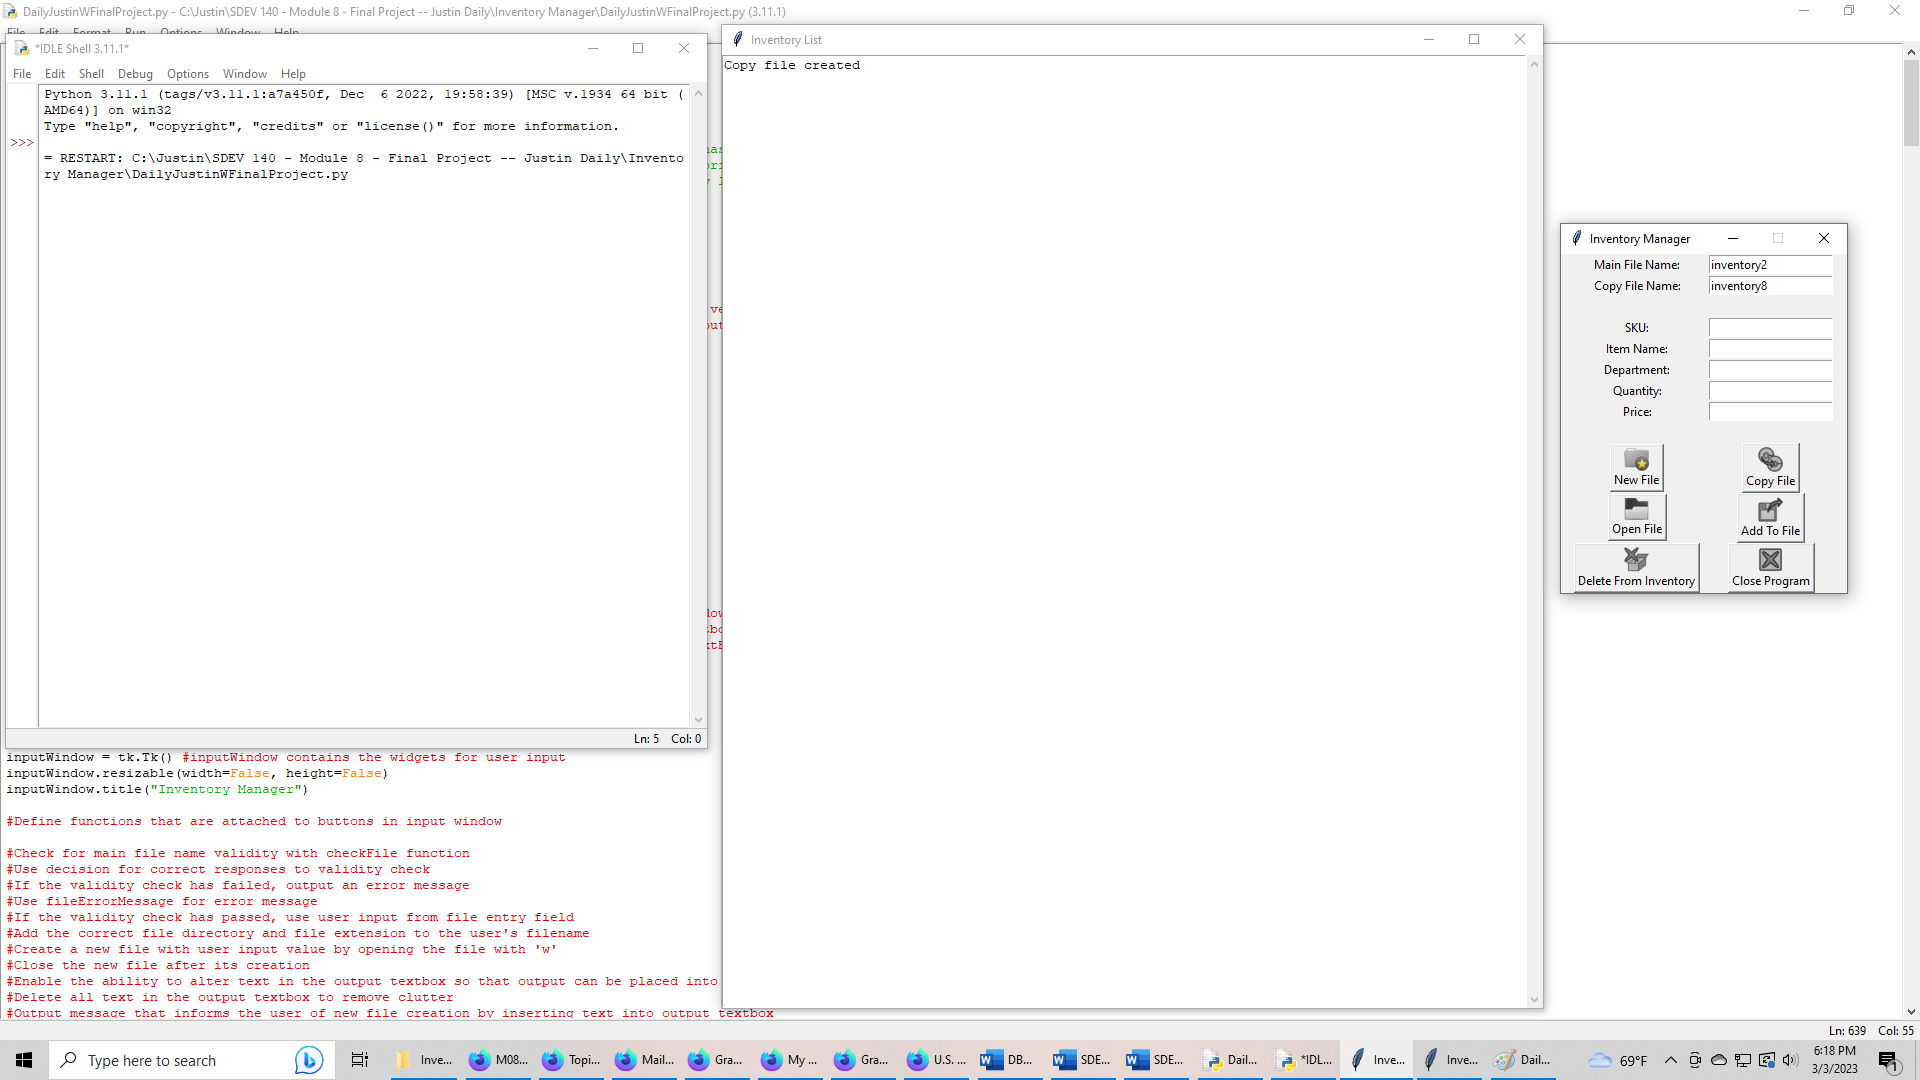 DailyJustinWFinalProject.py - C:\Justin\SDEV 140 - Module 8 - Final Project -- Justin Daily\Inventory Manager\DailyJustinWFinalProject.py (3.11.1)
File Edit Format Run Options Window Help
*IDLE Shell 3.11.1*
File Edit Shell Debug Options Window Help
Python 3.11.1 (tags/v3.11.1:a7a450f, Dec  6 2022, 19:58:39) [MSC v.1934 64 bit (
AMD64)] on win32
Type "help", "copyright", "credits" or "license()" for more information.
>>>
= RESTART: C:\Justin\SDEV 140 - Module 8 - Final Project -- Justin Daily\Invento
ry Manager\DailyJustinWFinalProject.py
Ln: 5 Col: 0
inputWindow = tk.Tk() #inputWindow contains the widgets for user input
inputWindow.resizable(width=False, height=False)
inputWindow.title("Inventory Manager")
#Define functions that are attached to buttons in input window
#Check for main file name validity with checkFile function
#Use decision for correct responses to validity check
#If the validity check has failed, output an error message
#Use fileErrorMessage for error message
#If the validity check has passed, use user input from file entry field
#Add the correct file directory and file extension to the user's filename
#Create a new file with user input value by opening the file with 'w'
#Close the new file after its creation
#Enable the ability to alter text in the output textbox so that output can be placed into
#Delete all text in the output textbox to remove clutter
#Output message that informs the user of new file creation by inserting text into output textbox
Inventory List
Copy file created
Inventory Manager
Main File Name: inventory2
Copy File Name: inventory8
SKU:
Item Name:
Department:
Quantity:
Price:
New File Copy File
Open File Add To File
Delete From Inventory Close Program
Ln: 639 Col: 55
Type here to search
Inve... M08... Topi... Mail... Gra... My ... Gra... U.S. ... DB... SDE... SDE... Dail... *IDL... Inve... Inve... Dail...
69°F
6:18 PM
3/3/2023
1